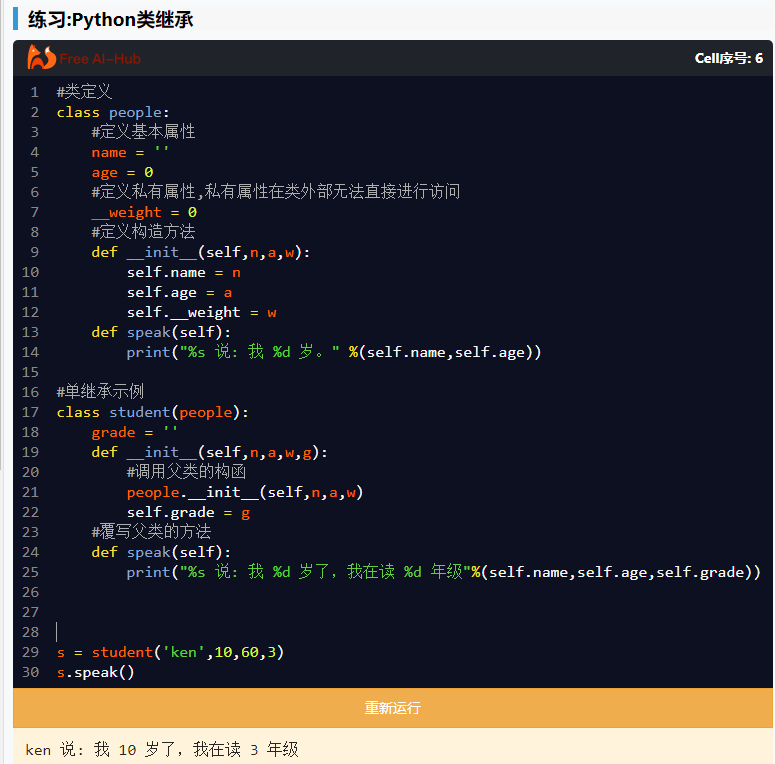 练习:Python类继承
Free AI-Hub
Cell序号: 6
1 #类定义
2 class people:
3     #定义基本属性
4     name = ''
5     age = 0
6     #定义私有属性,私有属性在类外部无法直接进行访问
7     __weight = 0
8     #定义构造方法
9     def __init__(self,n,a,w):
10         self.name = n
11         self.age = a
12         self.__weight = w
13     def speak(self):
14         print("%s 说: 我 %d 岁。" %(self.name,self.age))
15
16 #单继承示例
17 class student(people):
18     grade = ''
19     def __init__(self,n,a,w,g):
20         #调用父类的构函
21         people.__init__(self,n,a,w)
22         self.grade = g
23     #覆写父类的方法
24     def speak(self):
25         print("%s 说: 我 %d 岁了，我在读 %d 年级"%(self.name,self.age,self.grade))
26
27
28
29 s = student('ken',10,60,3)
30 s.speak()
重新运行
ken 说: 我 10 岁了，我在读 3 年级